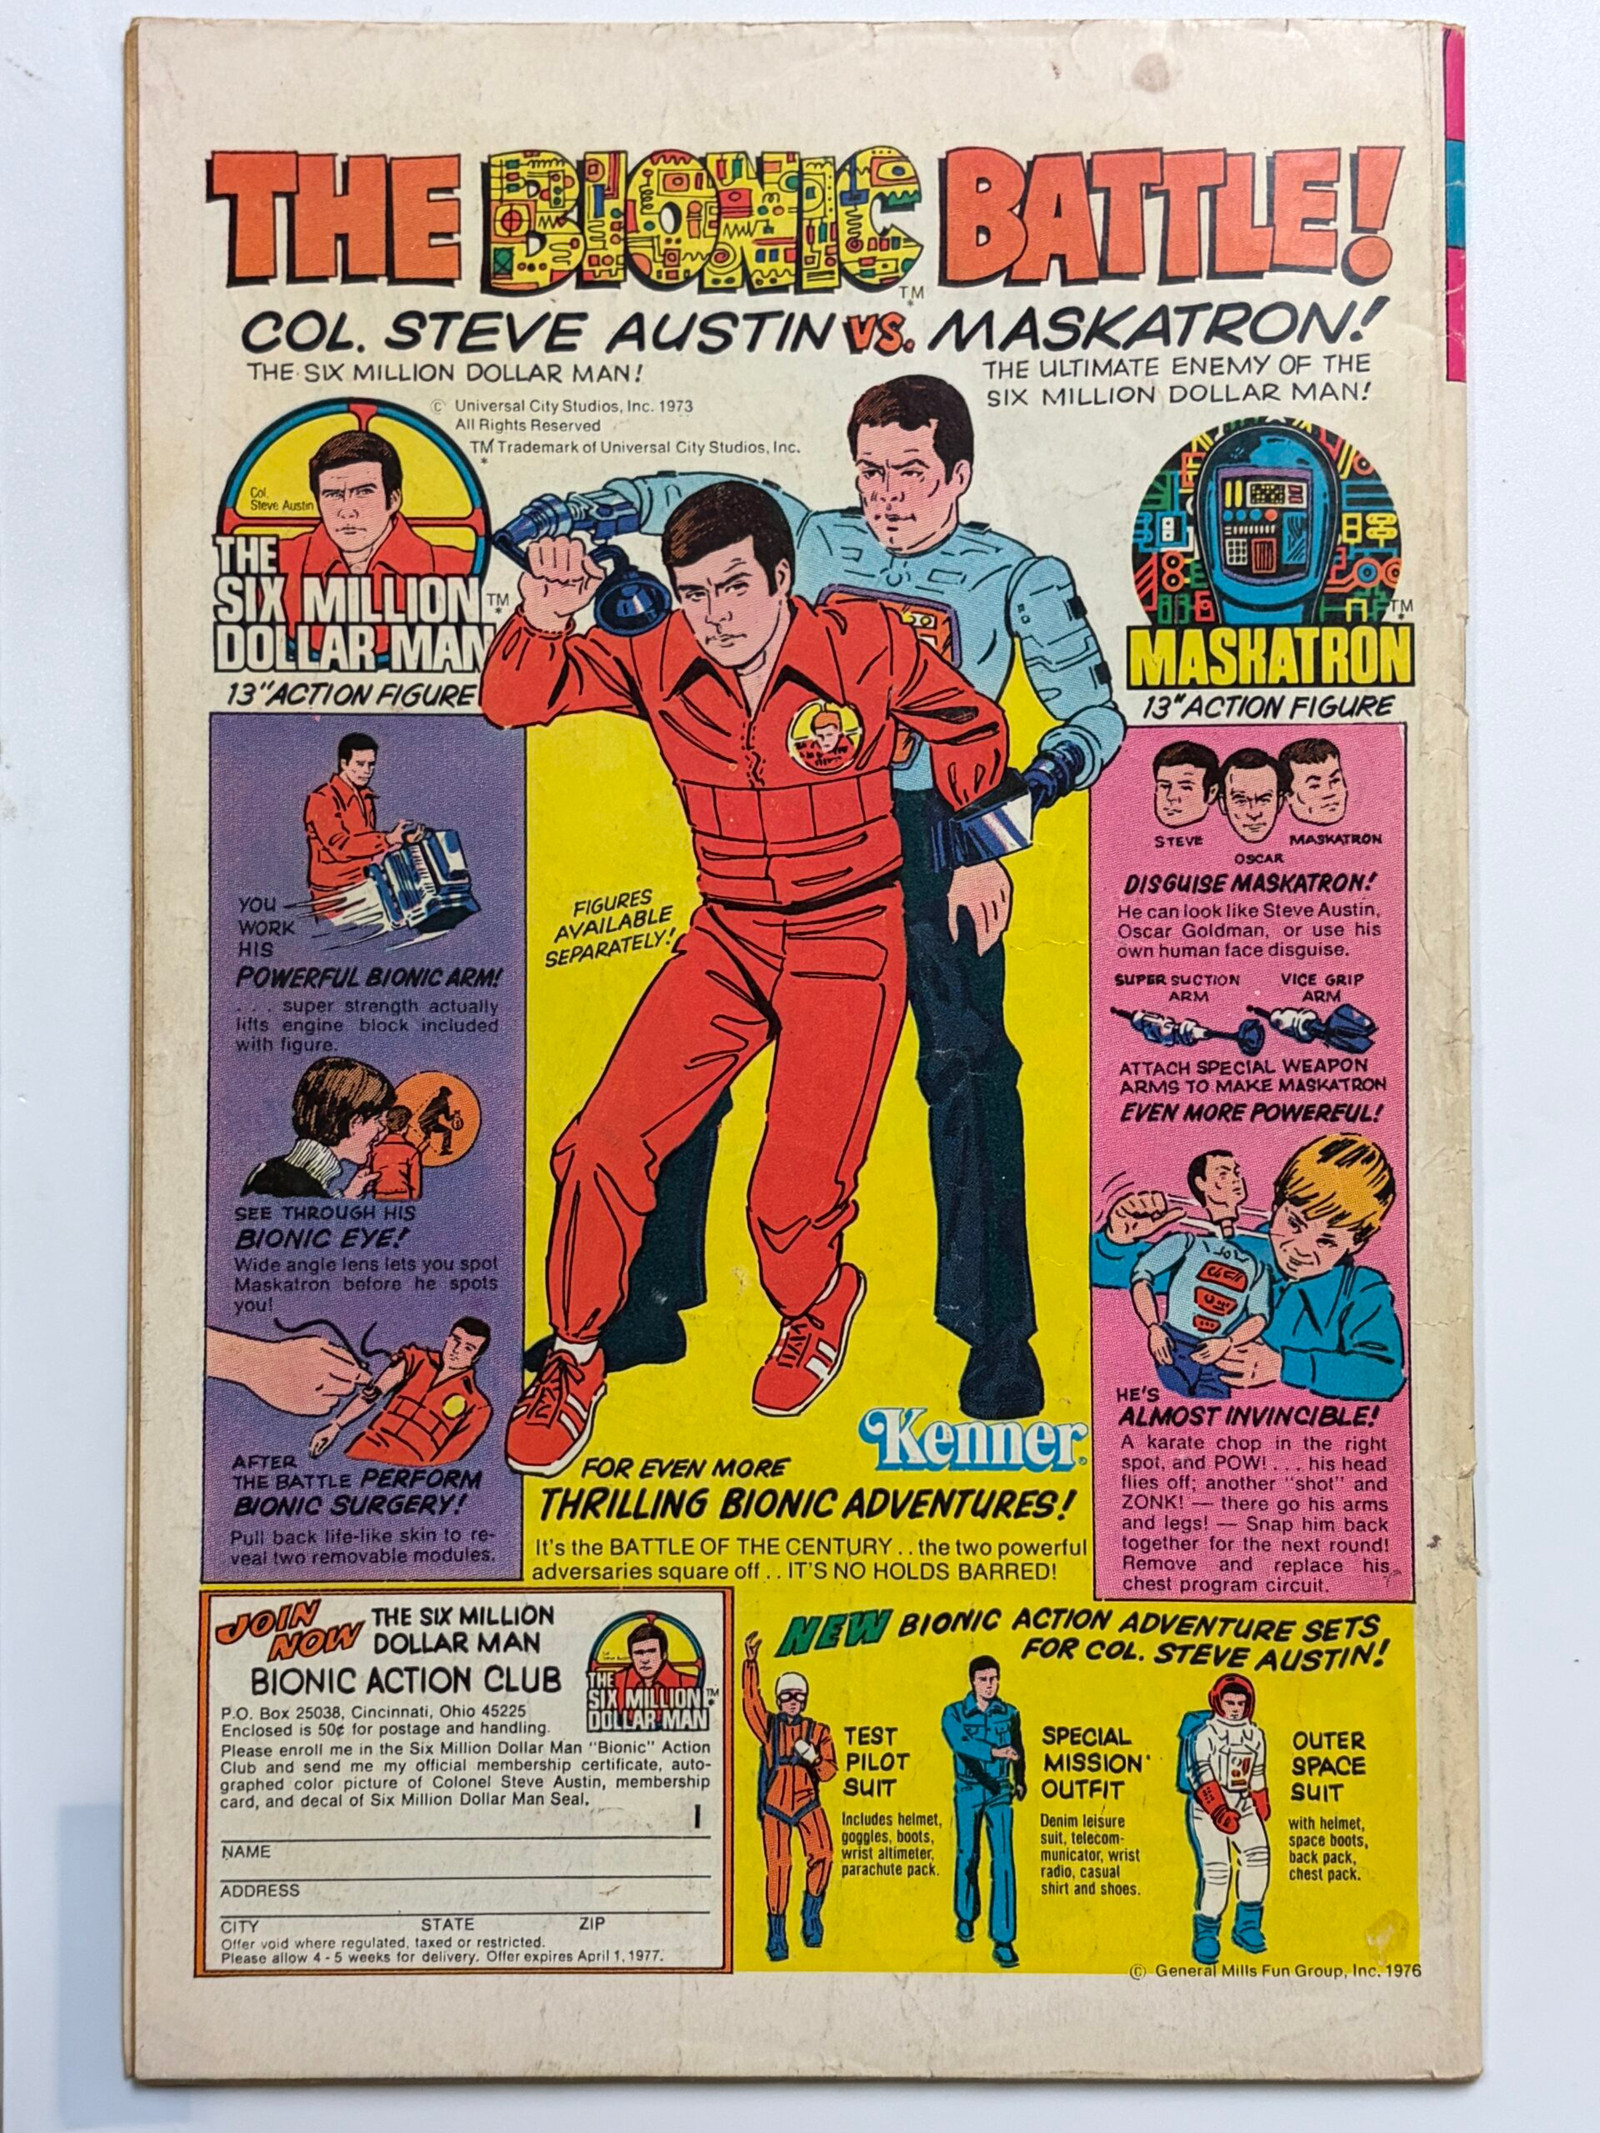 THE BIONIC BATTLE!
TM
*
COL. STEVE AUSTIN VS. MASKATRON!
THE SIX MILLION DOLLAR MAN!
THE ULTIMATE ENEMY OF THE
SIX MILLION DOLLAR MAN!
© Universal City Studios, Inc. 1973
All Rights Reserved
TM Trademark of Universal City Studios, Inc.
*
Col.
Steve Austin
THE
SIX MILLION
DOLLAR MAN
TM
*
13" ACTION FIGURE
MASKATRON
TM
*
13" ACTION FIGURE
YOU
WORK
HIS
POWERFUL BIONIC ARM!
. . . super strength actually
lifts engine block included
with figure.
SEE THROUGH HIS
BIONIC EYE!
Wide angle lens lets you spot
Maskatron before he spots
you!
AFTER
THE BATTLE PERFORM
BIONIC SURGERY!
Pull back life-like skin to re-
veal two removable modules.
FIGURES
AVAILABLE
SEPARATELY!
Kenner
FOR EVEN MORE
THRILLING BIONIC ADVENTURES!
It's the BATTLE OF THE CENTURY . . the two powerful
adversaries square off . . IT'S NO HOLDS BARRED!
STEVE
OSCAR
MASKATRON
DISGUISE MASKATRON!
He can look like Steve Austin,
Oscar Goldman, or use his
own human face disguise.
SUPER SUCTION
ARM
VICE GRIP
ARM
ATTACH SPECIAL WEAPON
ARMS TO MAKE MASKATRON
EVEN MORE POWERFUL!
HE'S
ALMOST INVINCIBLE!
A karate chop in the right
spot, and POW! . . . his head
flies off; another "shot" and
ZONK! — there go his arms
and legs! — Snap him back
together for the next round!
Remove and replace his
chest program circuit.
JOIN
NOW
THE SIX MILLION
DOLLAR MAN
BIONIC ACTION CLUB
THE
SIX MILLION
DOLLAR MAN
TM
*
P.O. Box 25038, Cincinnati, Ohio 45225
Enclosed is 50¢ for postage and handling.
Please enroll me in the Six Million Dollar Man "Bionic" Action
Club and send me my official membership certificate, auto-
graphed color picture of Colonel Steve Austin, membership
card, and decal of Six Million Dollar Man Seal.
I
NAME
ADDRESS
CITY STATE ZIP
Offer void where regulated, taxed or restricted.
Please allow 4 - 5 weeks for delivery. Offer expires April 1, 1977.
NEW BIONIC ACTION ADVENTURE SETS
FOR COL. STEVE AUSTIN!
TEST
PILOT
SUIT
Includes helmet,
goggles, boots,
wrist altimeter,
parachute pack.
SPECIAL
MISSION
OUTFIT
Denim leisure
suit, telecom-
municator, wrist
radio, casual
shirt and shoes.
OUTER
SPACE
SUIT
with helmet,
space boots,
back pack,
chest pack.
© General Mills Fun Group, Inc. 1976